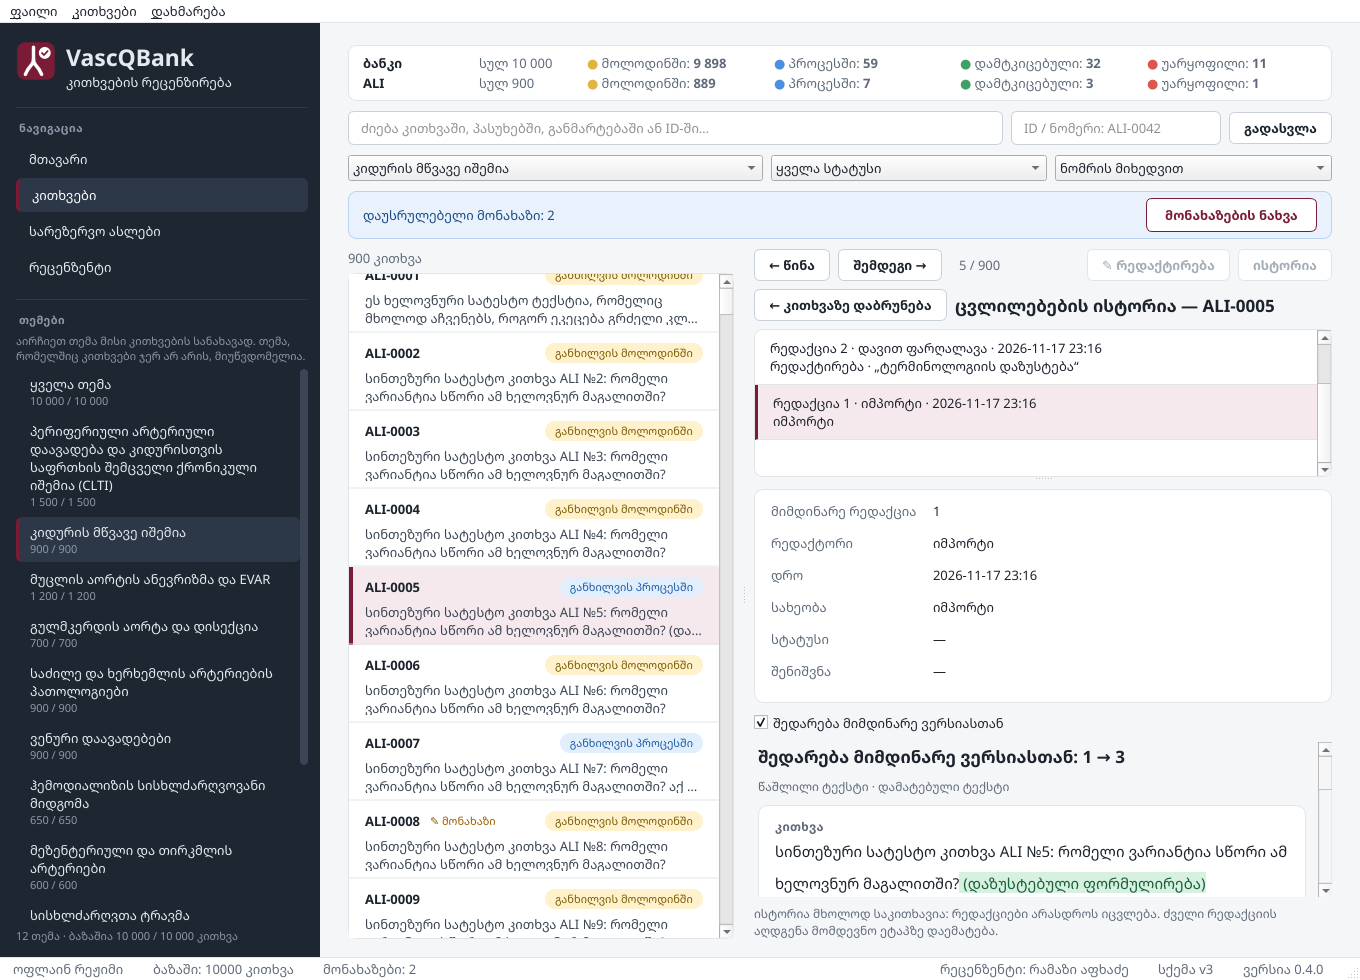 ფაილი კითხვები დახმარება
VascQBank
კითხვების რეცენზირება
ნავიგაცია
მთავარი
კითხვები
სარეზერვო ასლები
რეცენზენტი
თემები
აირჩიეთ თემა მისი კითხვების სანახავად. თემა,
რომელშიც კითხვები ჯერ არ არის, მიუწვდომელია.
ყველა თემა
10 000 / 10 000
პერიფერიული არტერიული
დაავადება და კიდურისთვის
საფრთხის შემცველი ქრონიკული
იშემია (CLTI)
1 500 / 1 500
კიდურის მწვავე იშემია
900 / 900
მუცლის აორტის ანევრიზმა და EVAR
1 200 / 1 200
გულმკერდის აორტა და დისექცია
700 / 700
საძილე და ხერხემლის არტერიების
პათოლოგიები
900 / 900
ვენური დაავადებები
900 / 900
ჰემოდიალიზის სისხლძარღვოვანი
მიდგომა
650 / 650
მეზენტერიული და თირკმლის
არტერიები
600 / 600
სისხლძარღვთა ტრავმა
12 თემა · ბაზაშია 10 000 / 10 000 კითხვა
ბანკი სულ 10 000 მოლოდინში: 9 898 პროცესში: 59 დამტკიცებული: 32 უარყოფილი: 11
ALI სულ 900 მოლოდინში: 889 პროცესში: 7 დამტკიცებული: 3 უარყოფილი: 1
ძიება კითხვაში, პასუხებში, განმარტებაში ან ID-ში… ID / ნომერი: ALI-0042 გადასვლა
კიდურის მწვავე იშემია ყველა სტატუსი ნომრის მიხედვით
დაუსრულებელი მონახაზი: 2 მონახაზების ნახვა
900 კითხვა
ALI-0001 განხილვის მოლოდინში
ეს ხელოვნური სატესტო ტექსტია, რომელიც
მხოლოდ აჩვენებს, როგორ იკეცება გრძელი კლ…
ALI-0002 განხილვის მოლოდინში
სინთეზური სატესტო კითხვა ALI №2: რომელი
ვარიანტია სწორი ამ ხელოვნურ მაგალითში?
ALI-0003 განხილვის მოლოდინში
სინთეზური სატესტო კითხვა ALI №3: რომელი
ვარიანტია სწორი ამ ხელოვნურ მაგალითში?
ALI-0004 განხილვის მოლოდინში
სინთეზური სატესტო კითხვა ALI №4: რომელი
ვარიანტია სწორი ამ ხელოვნურ მაგალითში?
ALI-0005 განხილვის პროცესში
სინთეზური სატესტო კითხვა ALI №5: რომელი
ვარიანტია სწორი ამ ხელოვნურ მაგალითში? (და…
ALI-0006 განხილვის მოლოდინში
სინთეზური სატესტო კითხვა ALI №6: რომელი
ვარიანტია სწორი ამ ხელოვნურ მაგალითში?
ALI-0007 განხილვის პროცესში
სინთეზური სატესტო კითხვა ALI №7: რომელი
ვარიანტია სწორი ამ ხელოვნურ მაგალითში? აქ …
ALI-0008 ✎ მონახაზი განხილვის მოლოდინში
სინთეზური სატესტო კითხვა ALI №8: რომელი
ვარიანტია სწორი ამ ხელოვნურ მაგალითში?
ALI-0009 განხილვის მოლოდინში
სინთეზური სატესტო კითხვა ALI №9: რომელი
← წინა შემდეგი → 5 / 900 ✎ რედაქტირება ისტორია
← კითხვაზე დაბრუნება ცვლილებების ისტორია — ALI-0005
რედაქცია 2 · დავით ფარღალავა · 2026-11-17 23:16
რედაქტირება · „ტერმინოლოგიის დაზუსტება“
რედაქცია 1 · იმპორტი · 2026-11-17 23:16
იმპორტი
მიმდინარე რედაქცია 1
რედაქტორი იმპორტი
დრო 2026-11-17 23:16
სახეობა იმპორტი
სტატუსი —
შენიშვნა —
შედარება მიმდინარე ვერსიასთან
შედარება მიმდინარე ვერსიასთან: 1 → 3
წაშლილი ტექსტი · დამატებული ტექსტი
კითხვა
სინთეზური სატესტო კითხვა ALI №5: რომელი ვარიანტია სწორი ამ
ხელოვნურ მაგალითში? (დაზუსტებული ფორმულირება)
ისტორია მხოლოდ საკითხავია: რედაქციები არასდროს იცვლება. ძველი რედაქციის
აღდგენა მომდევნო ეტაპზე დაემატება.
ოფლაინ რეჟიმი ბაზაში: 10000 კითხვა მონახაზები: 2 რეცენზენტი: რამაზი აფხაძე სქემა v3 ვერსია 0.4.0